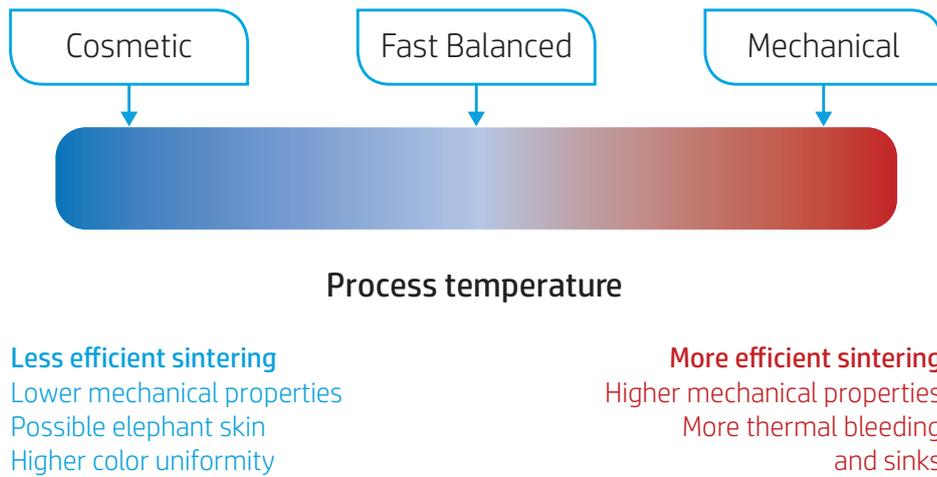 Cosmetic
Fast Balanced
Mechanical
Process temperature
Less efficient sintering
Lower mechanical properties
Possible elephant skin
Higher color uniformity
More efficient sintering
Higher mechanical properties
More thermal bleeding
and sinks